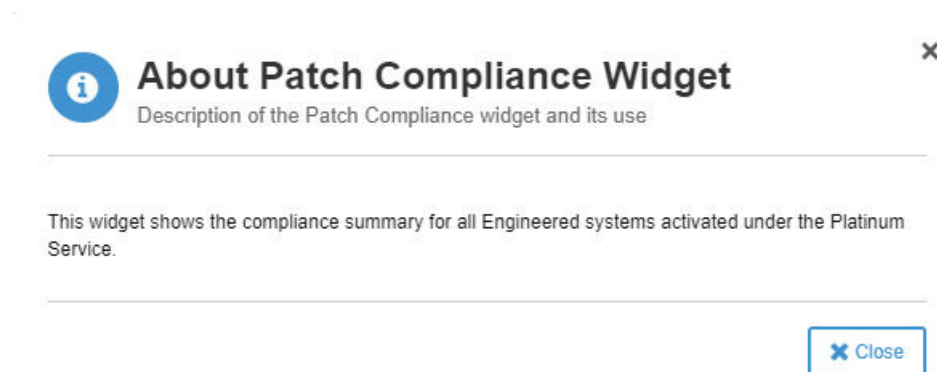 About Patch Compliance Widget
Description of the Patch Compliance widget and its use
This widget shows the compliance summary for all Engineered systems activated under the Platinum
Service.
Close